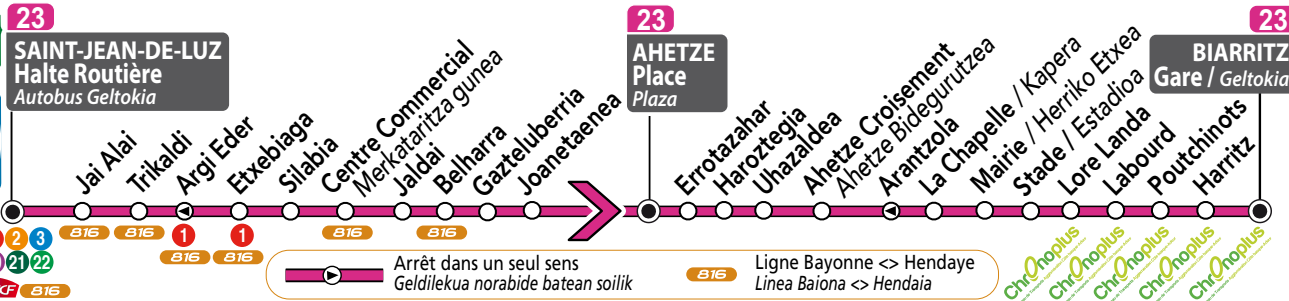 23
SAINT-JEAN-DE-LUZ
Halte Routière
Autobus Geltokia
Jai Alai
Trikaldi
Argi Eder
Etxebiaga
Silabia
Centre Commercial
Merkataritza gunea
Jaldai
Belharra
Gazteluberria
Joanetaenea
23
AHETZE
Place
Plaza
Errotazahar
Haroztegia
Uhazaldea
Ahetze Croisement
Ahetze Bidegurutzea
Arantzola
La Chapelle / Kapera
Mairie / Herriko Etxea
Stade / Estadioa
Lore Landa
Labourd
Poutchinots
Harritz
23
BIARRITZ
Gare / Geltokia
2 3
21 22
816
816
816
1
816
1
816
816
816
Arrêt dans un seul sens
Geldilekua norabide batean soilik
816
Ligne Bayonne <> Hendaye
Linea Baiona <> Hendaia
Chronoplus
Chronoplus
Chronoplus
Chronoplus
Chronoplus